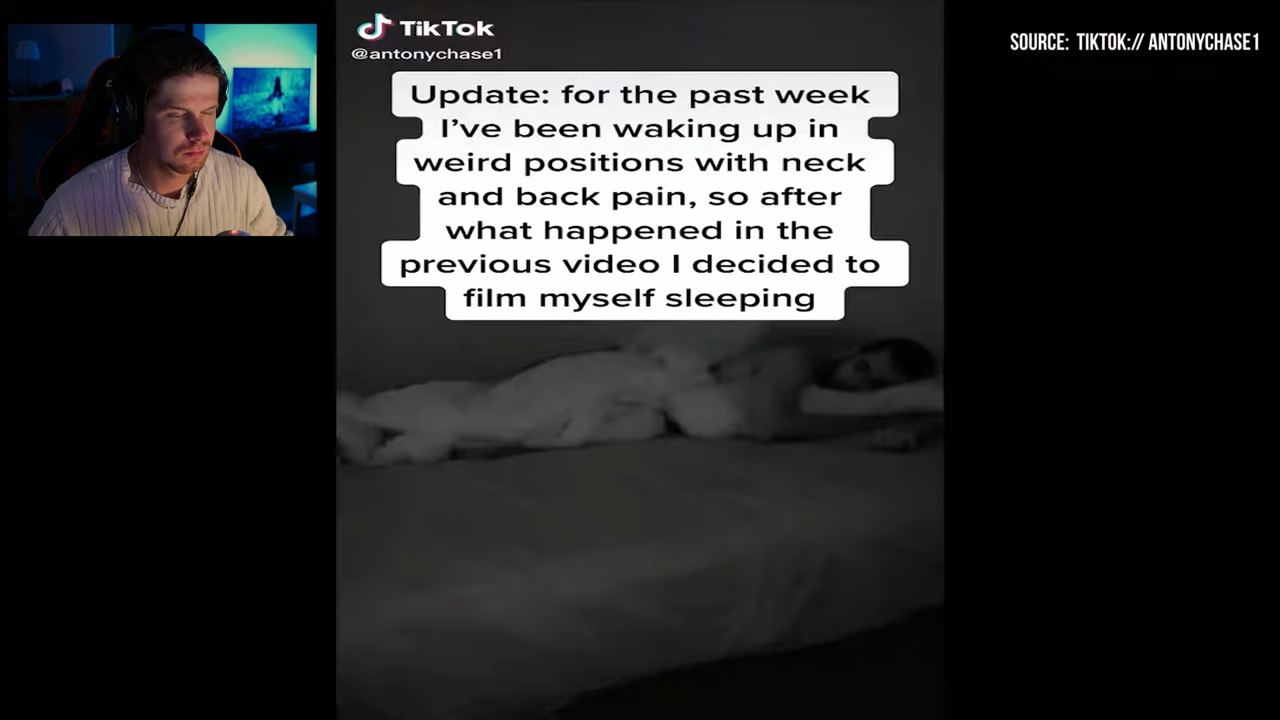 TikTok
@antonychase1
SOURCE: TIKTOK:// ANTONYCHASE1
Update: for the past week
I've been waking up in
weird positions with neck
and back pain, so after
what happened in the
previous video I decided to
film myself sleeping